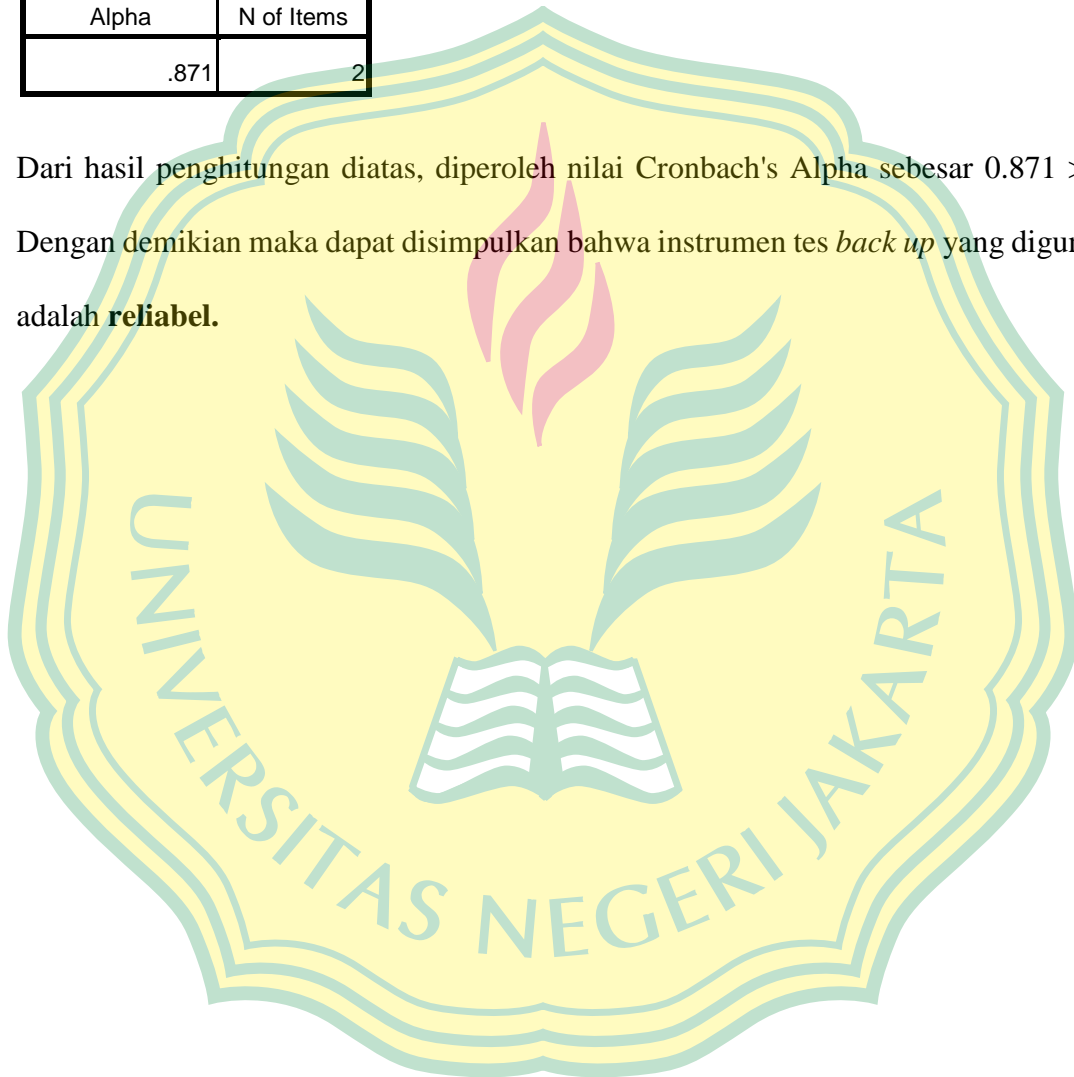 Alpha N of Items
.871 2
Dari hasil penghitungan diatas, diperoleh nilai Cronbach's Alpha sebesar 0.871 >
Dengan demikian maka dapat disimpulkan bahwa instrumen tes back up yang digun
adalah reliabel.
UNIVERSITAS NEGERI JAKARTA